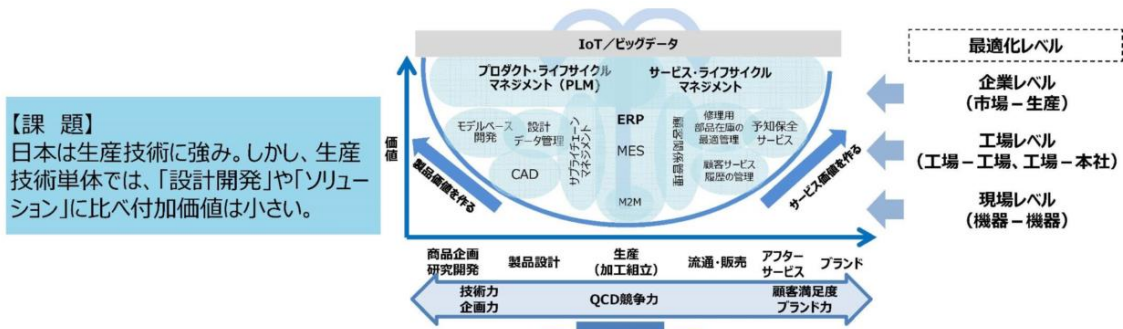 【課 題】
日本は生産技術に強み。しかし、生産
技術単体では、「設計開発」や「ソリュー
ション」に比べ付加価値は小さい。
IoT／ビッグデータ
プロダクト・ライフサイクル
マネジメント（PLM）
サービス・ライフサイクル
マネジメント
価値
モデルベース
開発
設計
データ管理
CAD
サプライチェーン
マネジメント
ERP
MES
M2M
顧客関係管理
修理用
部品在庫の
最適管理
予知保全
サービス
顧客サービス
履歴の管理
製品価値を作る
サービス価値を作る
商品企画
研究開発
製品設計
生産
（加工組立）
流通・販売
アフター
サービス
ブランド
技術力
企画力
QCD競争力
顧客満足度
ブランド力
最適化レベル
企業レベル
（市場－生産）
工場レベル
（工場－工場、工場－本社）
現場レベル
（機器－機器）